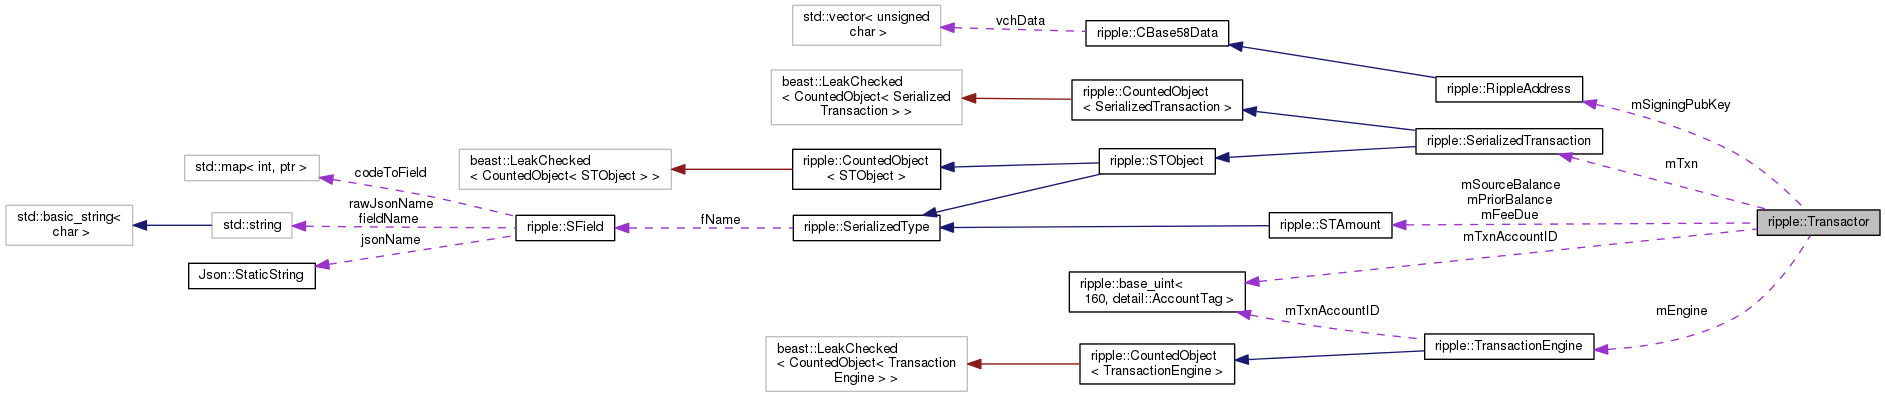 std::vector< unsigned
char >
vchData
ripple::CBase58Data
beast::LeakChecked
< CountedObject< Serialized
Transaction > >
ripple::CountedObject
< SerializedTransaction >
ripple::RippleAddress
mSigningPubKey
ripple::SerializedTransaction
mTxn
std::map< int, ptr >
codeToField
beast::LeakChecked
< CountedObject< STObject > >
ripple::CountedObject
< STObject >
ripple::STObject
mSourceBalance
mPriorBalance
mFeeDue
std::basic_string<
char >
std::string
rawJsonName
fieldName
ripple::SField
fName
ripple::SerializedType
ripple::STAmount
ripple::Transactor
jsonName
Json::StaticString
mTxnAccountID
ripple::base_uint<
160, detail::AccountTag >
mTxnAccountID
mEngine
ripple::TransactionEngine
beast::LeakChecked
< CountedObject< Transaction
Engine > >
ripple::CountedObject
< TransactionEngine >